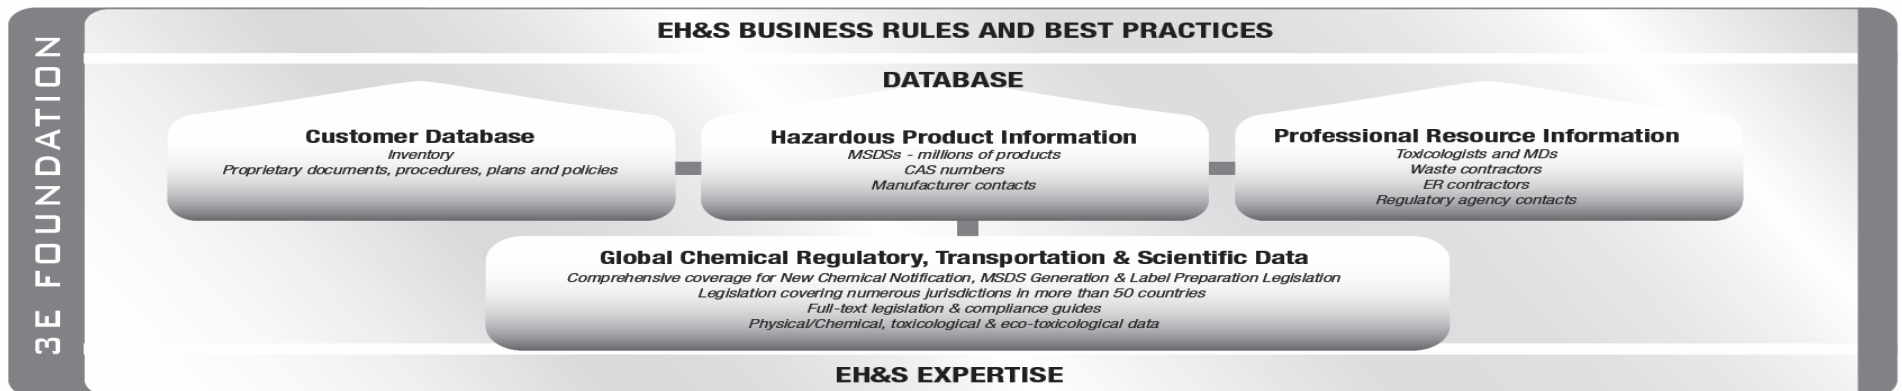 3E FOUNDATION
EH&S BUSINESS RULES AND BEST PRACTICES
DATABASE
Customer Database
Inventory
Proprietary documents, procedures, plans and policies
Hazardous Product Information
MSDSs - millions of products
CAS numbers
Manufacturer contacts
Professional Resource Information
Toxicologists and MDs
Waste contractors
ER contractors
Regulatory agency contacts
Global Chemical Regulatory, Transportation & Scientific Data
Comprehensive coverage for New Chemical Notification, MSDS Generation & Label Preparation Legislation
Legislation covering numerous jurisdictions in more than 50 countries
Full-text legislation & compliance guides
Physical/Chemical, toxicological & eco-toxicological data
EH&S EXPERTISE